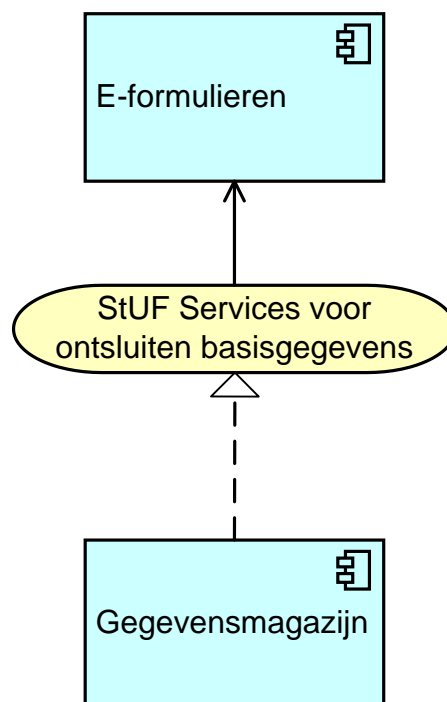 E-formulieren
StUF Services voor
ontsluiten basisgegevens
Gegevensmagazijn